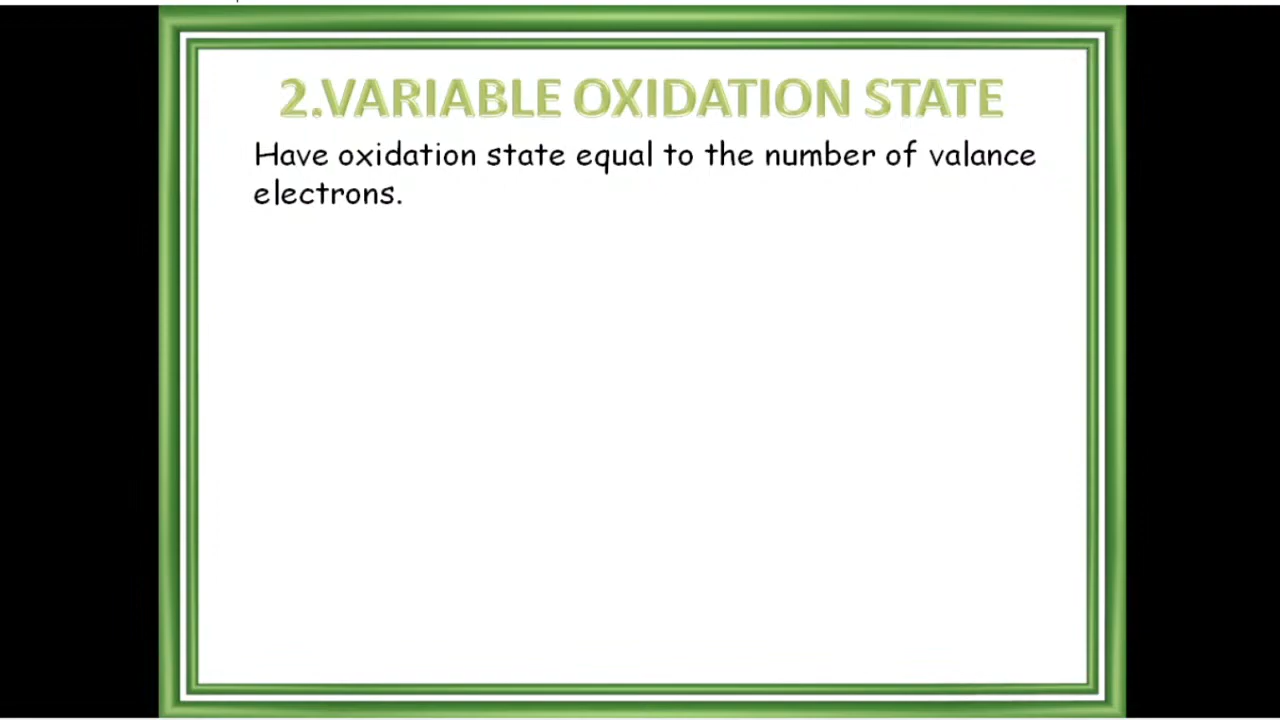 2.VARIABLE OXIDATION STATE
Have oxidation state equal to the number of valance
electrons.